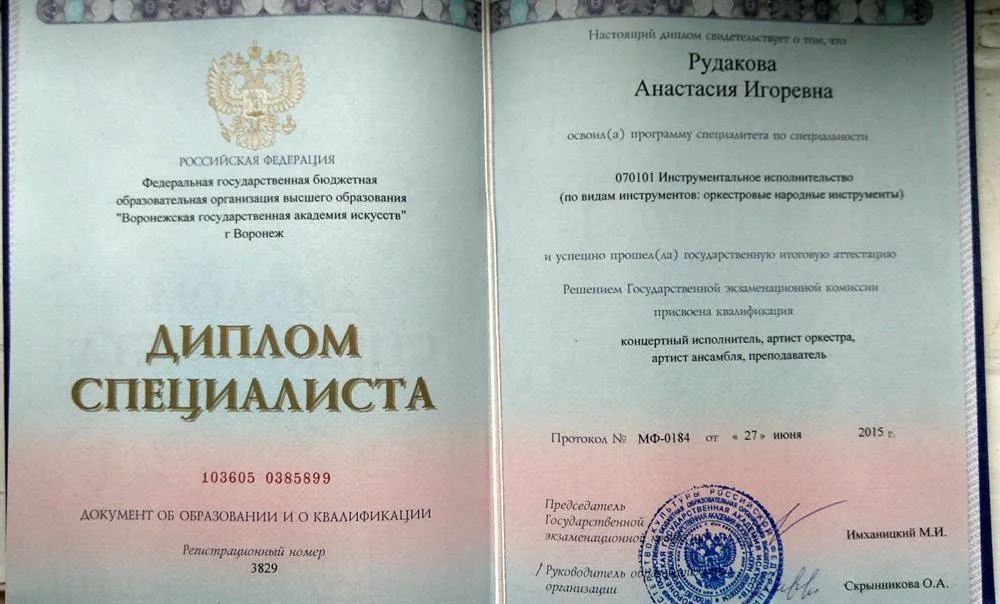 РОССИЙСКАЯ ФЕДЕРАЦИЯ
Федеральная государственная бюджетная
образовательная организация высшего образования
"Воронежская государственная академия искусств"
г Воронеж
ДИПЛОМ
СПЕЦИАЛИСТА
103605 0385899
ДОКУМЕНТ ОБ ОБРАЗОВАНИИ И О КВАЛИФИКАЦИИ
Регистрационный номер
3829
Настоящий диплом свидетельствует о том, что
Рудакова
Анастасия Игоревна
освоил(а) программу специалитета по специальности
070101 Инструментальное исполнительство
(по видам инструментов: оркестровые народные инструменты)
и успешно прошел(ла) государственную итоговую аттестацию
Решением Государственной экзаменационной комиссии
присвоена квалификация
концертный исполнитель, артист оркестра,
артист ансамбля, преподаватель
Протокол № МФ-0184 от « 27 » июня 2015 г.
Председатель
Государственной
экзаменационной
Имханицкий М.И.
/ Руководитель
организации
Скрынникова О.А.